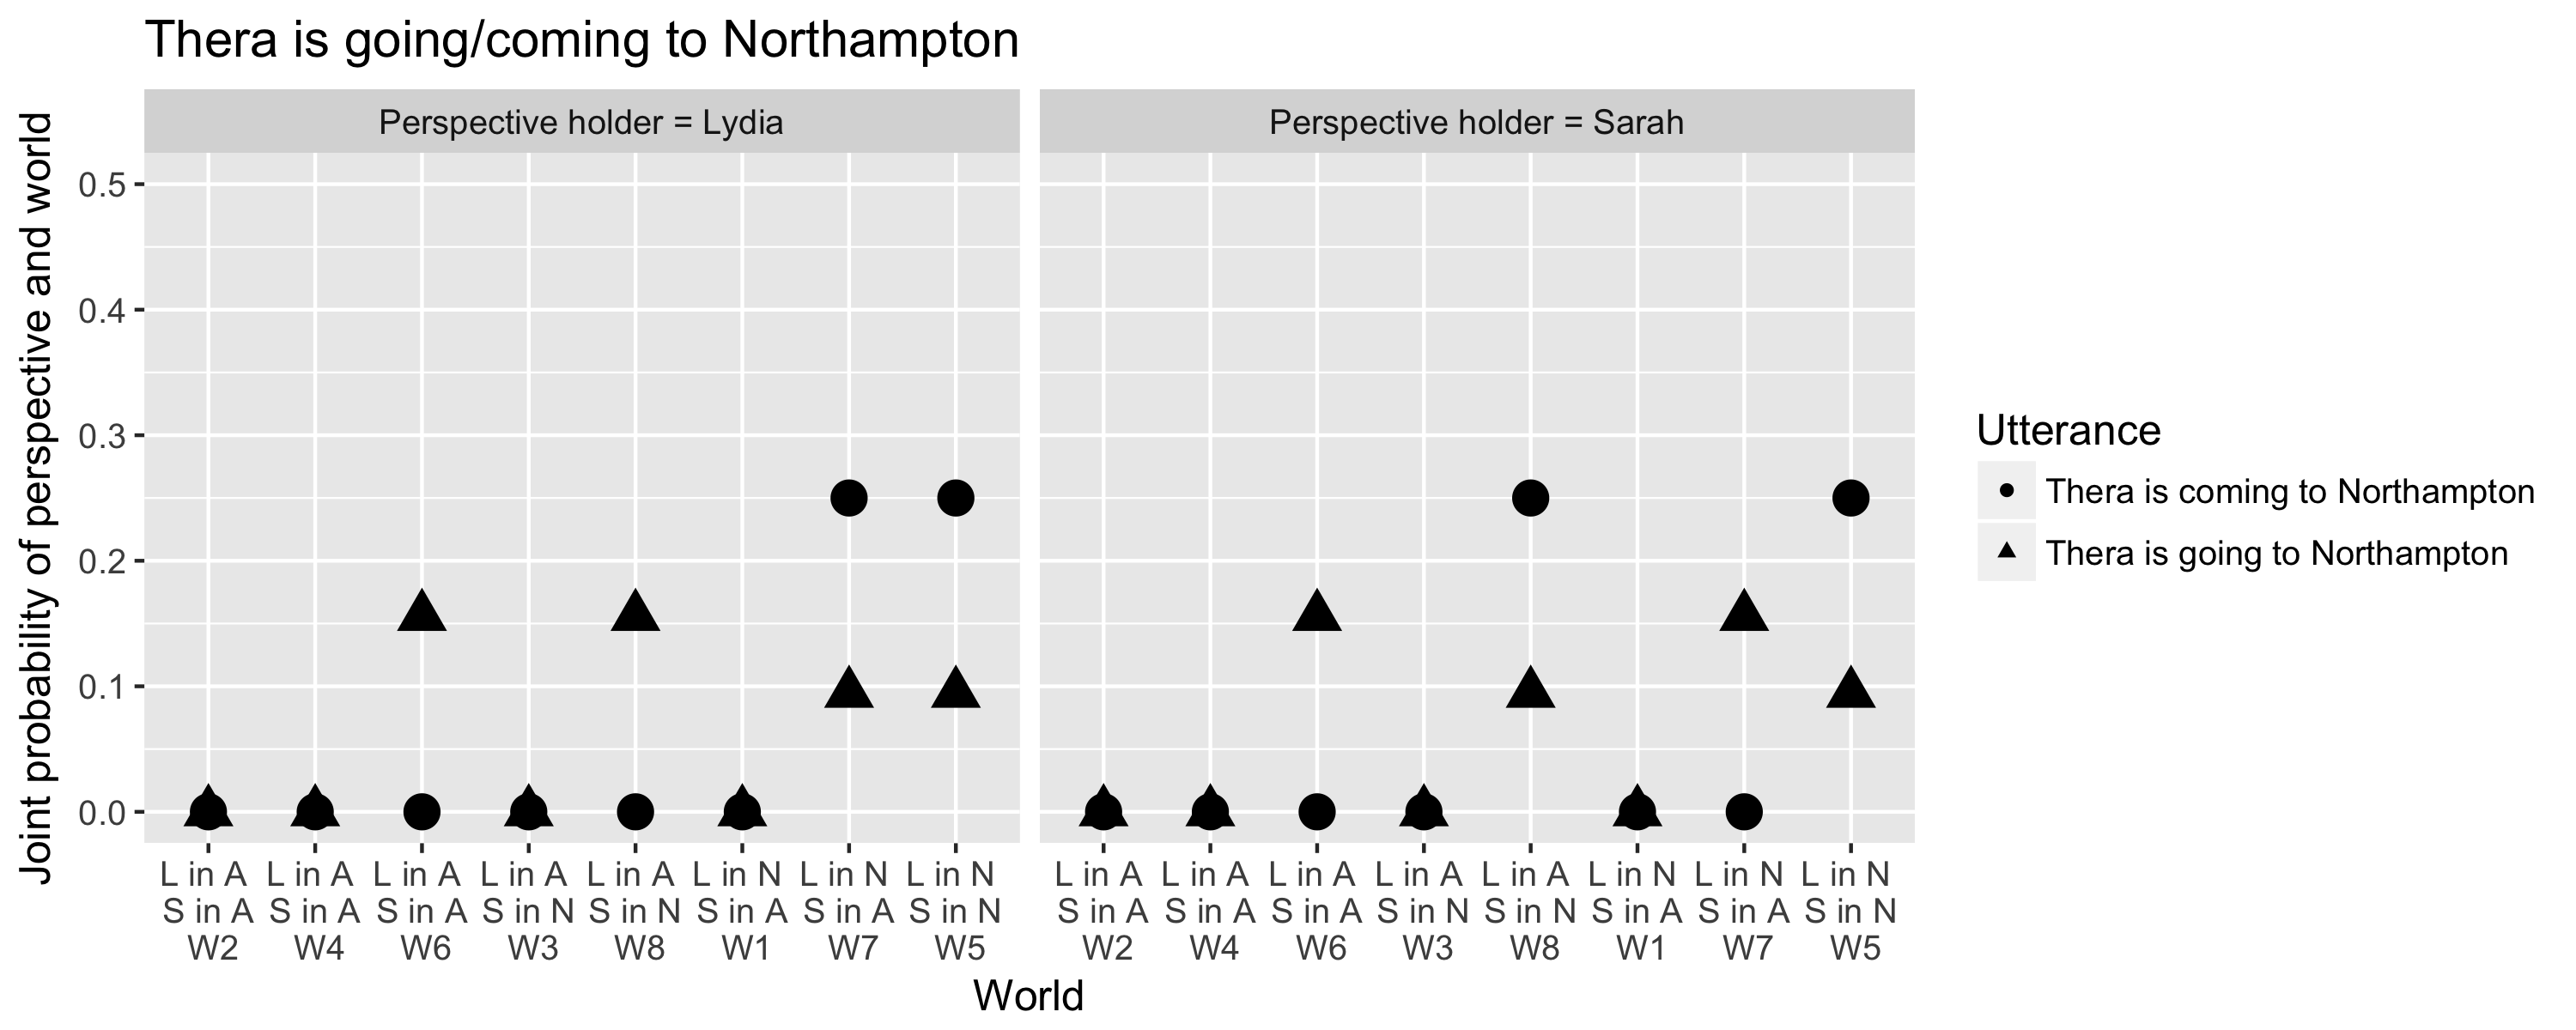 Thera is going/coming to Northampton
Perspective holder = Lydia
Perspective holder = Sarah
Joint probability of perspective and world
0.5
0.4
0.3
0.2
0.1
0.0
L in A L in A L in A L in A L in A L in N L in N L in N
S in A S in A S in A S in N S in N S in A S in A S in N
W2 W4 W6 W3 W8 W1 W7 W5
L in A L in A L in A L in A L in A L in N L in N L in N
S in A S in A S in A S in N S in N S in A S in A S in N
W2 W4 W6 W3 W8 W1 W7 W5
World
Utterance
Thera is coming to Northampton
Thera is going to Northampton